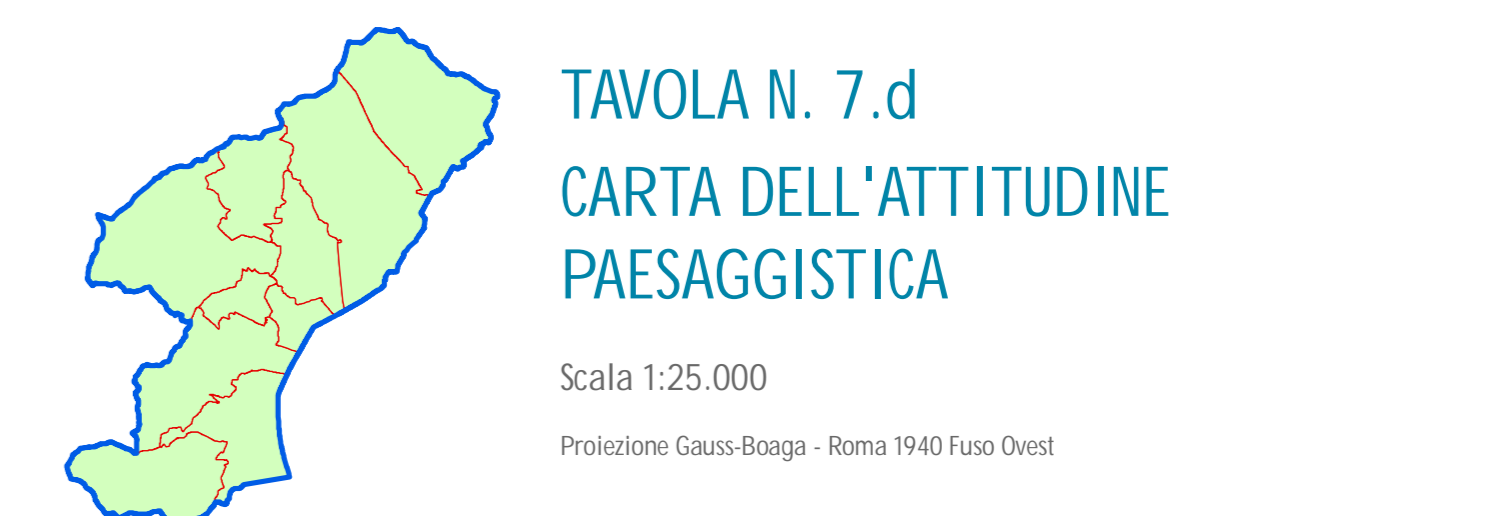 TAVOLA N. 7.d
CARTA DELL'ATTITUDINE
PAESAGGISTICA
Scala 1:25.000
Proiezione Gauss-Boaga - Roma 1940 Fuso Ovest